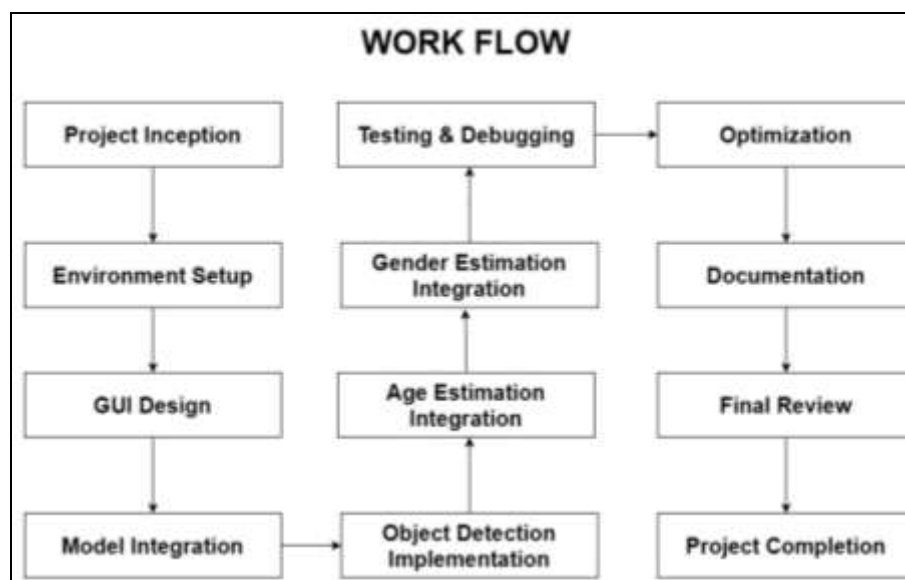 WORK FLOW
Project Inception
Environment Setup
GUI Design
Model Integration
Object Detection
Implementation
Age Estimation
Integration
Gender Estimation
Integration
Testing & Debugging
Optimization
Documentation
Final Review
Project Completion